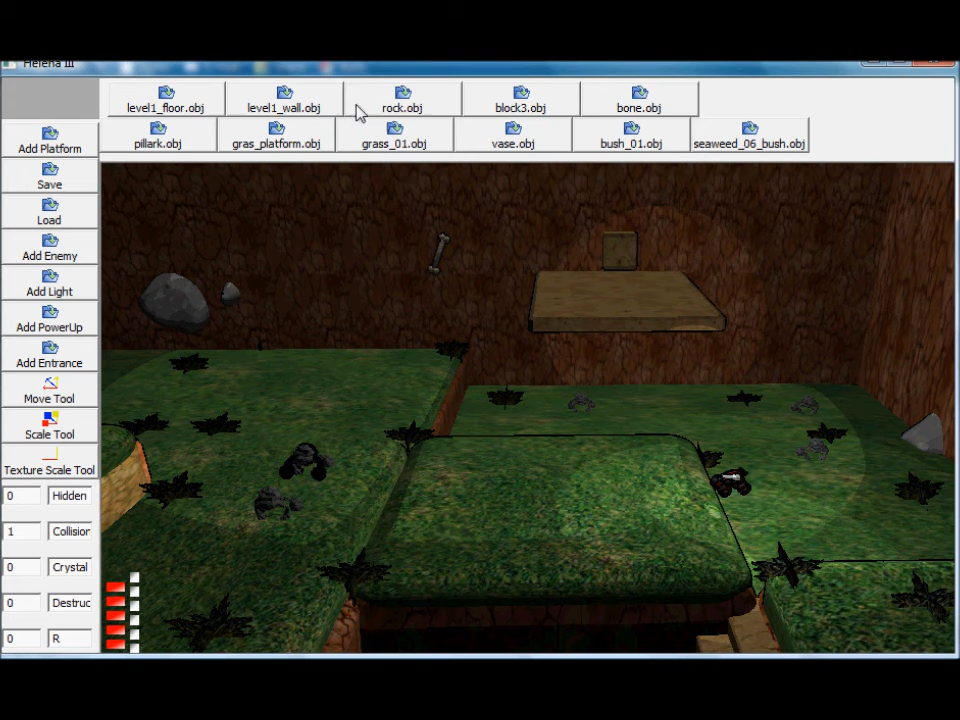 Helena III
level1_floor.obj
level1_wall.obj
rock.obj
block3.obj
bone.obj
pillark.obj
gras_platform.obj
grass_01.obj
vase.obj
bush_01.obj
seaweed_06_bush.obj
Add Platform
Save
Load
Add Enemy
Add Light
Add PowerUp
Add Entrance
Move Tool
Scale Tool
Texture Scale Tool
0 Hidden
1 Collision
0 Crystal
0 Destruc
0 R